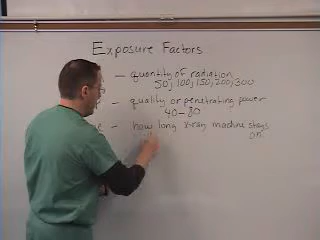 Exposure Factors
– quantity of radiation
50, 100, 150, 200, 300
– quality or penetrating power
40–80
e – how long x-ray machine stays
on